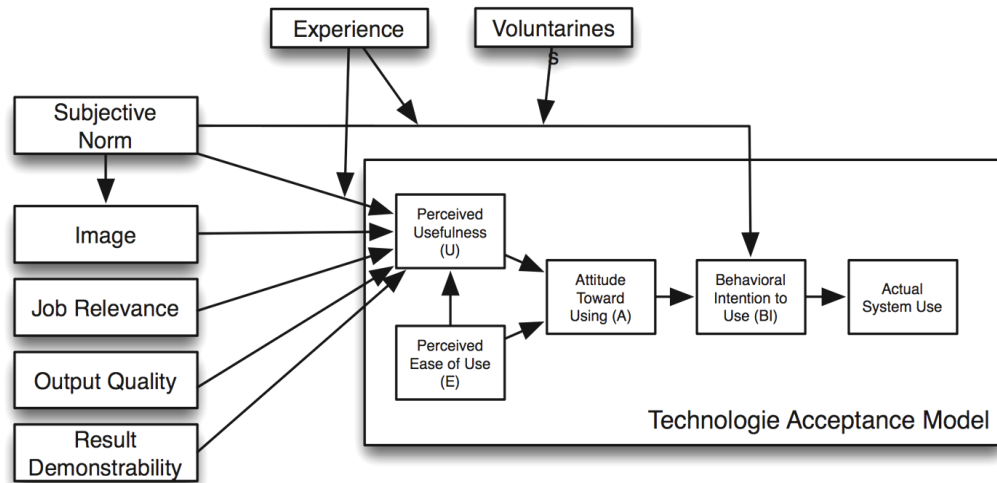 Experience
Voluntarines
s
Subjective
Norm
Image
Job Relevance
Output Quality
Result
Demonstrability
Perceived
Usefulness
(U)
Perceived
Ease of Use
(E)
Attitude
Toward
Using (A)
Behavioral
Intention to
Use (BI)
Actual
System Use
Technologie Acceptance Model